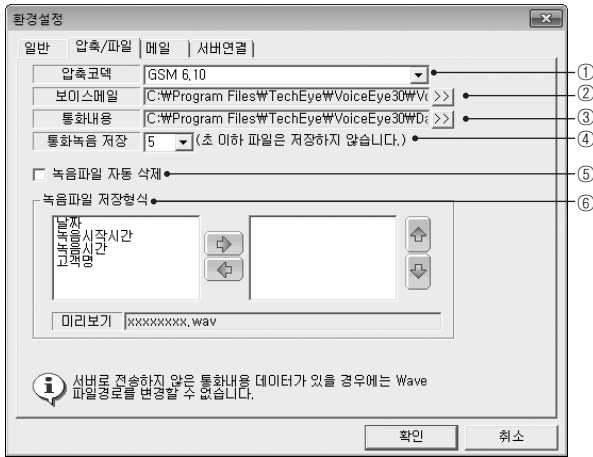 환경설정
일반 압축/파일 메일 서버연결
압축코덱 GSM 6,10 ①
보이스메일 C:₩Program Files₩TechEye₩VoiceEye30₩Vo >> ②
통화내용 C:₩Program Files₩TechEye₩VoiceEye30₩Da >> ③
통화녹음 저장 5 (초 이하 파일은 저장하지 않습니다.) ④
녹음파일 자동 삭제 ⑤
녹음파일 저장형식 ⑥
날짜
녹음시작시간
녹음시간
고객명
미리보기 xxxxxxxx.wav
서버로 전송하지 않은 통화내용 데이터가 있을 경우에는 Wave
파일경로를 변경할 수 없습니다.
확인 취소